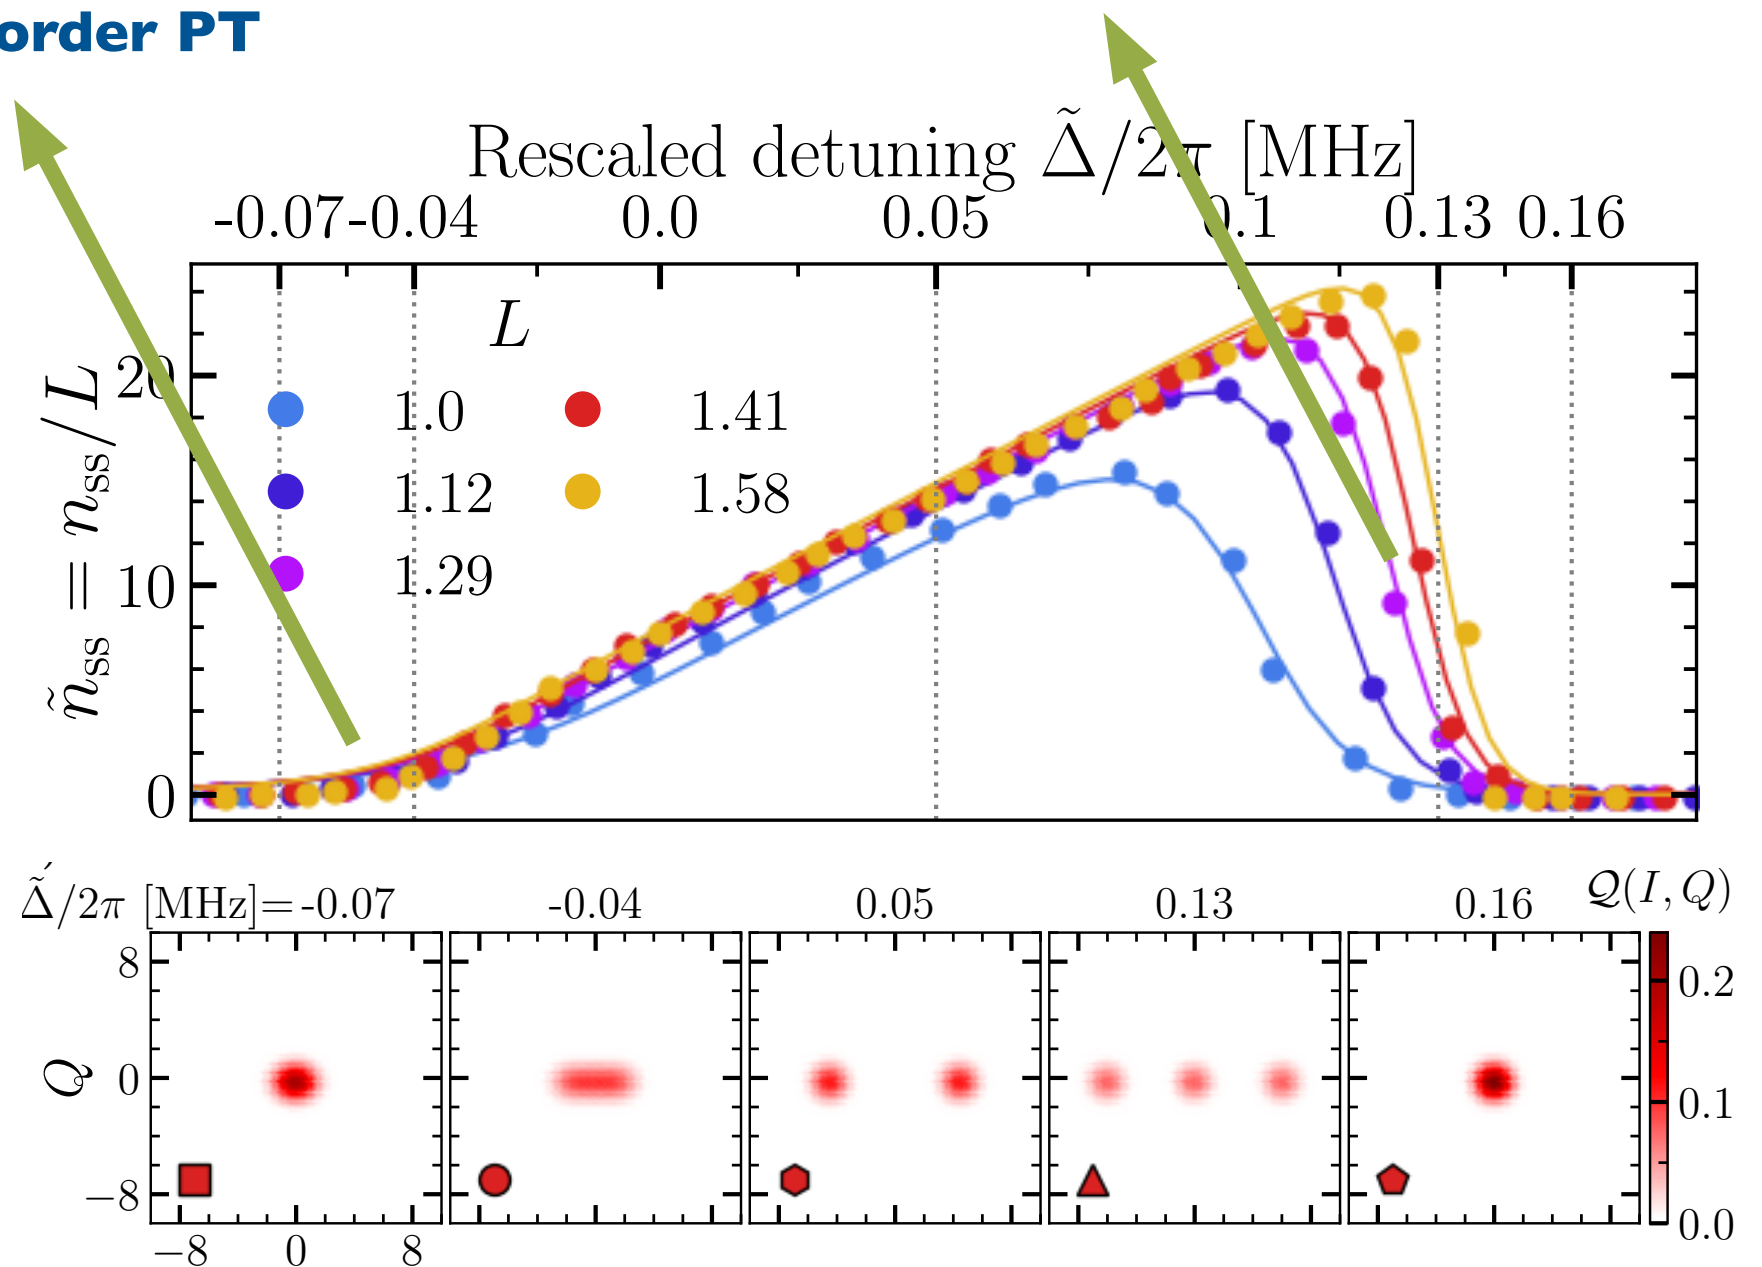 order PT
Rescaled detuning Δ̃/2π [MHz]
-0.07 -0.04 0.0 0.05 0.1 0.13 0.16
ñss = nss/L
20
10
0
L
1.0 1.41
1.12 1.58
1.29
Δ̃/2π [MHz]= -0.07 -0.04 0.05 0.13 0.16 𝒬(I, Q)
Q
8
0
−8
−8 0 8
0.2
0.1
0.0